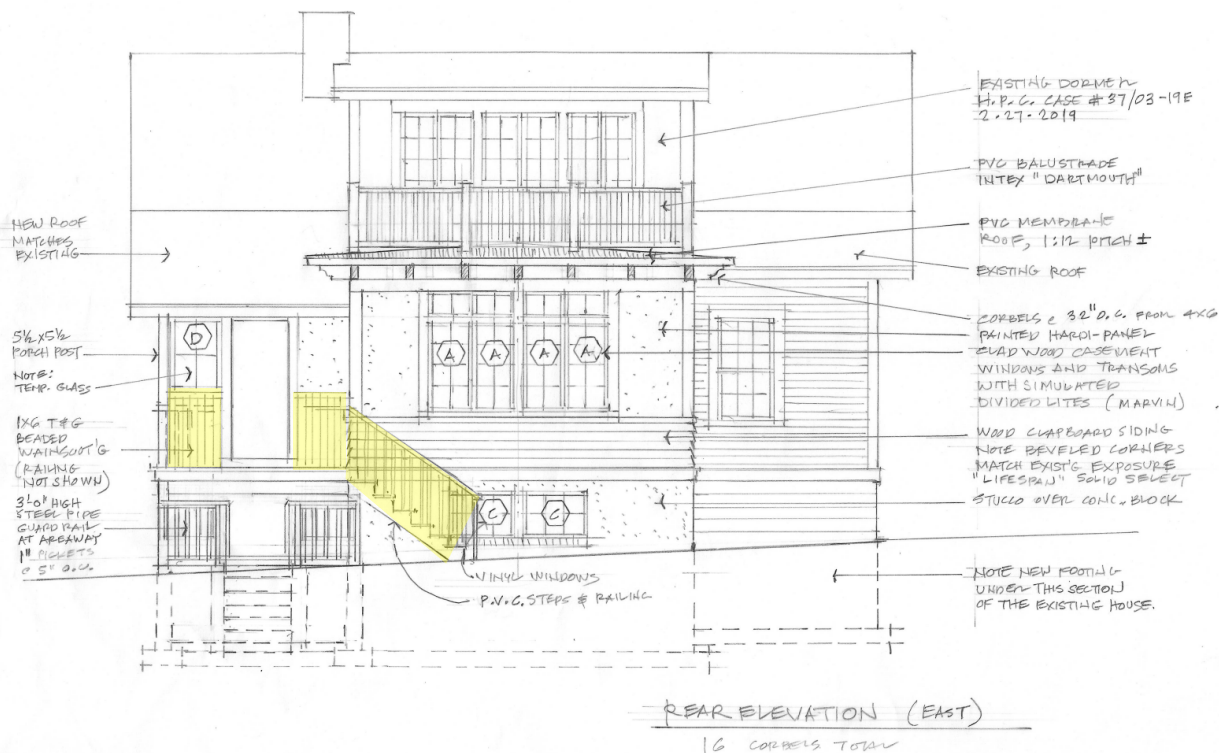 EXISTING DORMER
H.P.C. CASE # 37/03-19E
2-27-2019
PVC BALUSTRADE
INTEX "DARTMOUTH"
PVC MEMBRANE
ROOF, 1:12 PITCH ±
EXISTING ROOF
CORBELS @ 32" O.C. FROM 4X6
PAINTED HARDI-PANEL
CLAD WOOD CASEMENT
WINDOWS AND TRANSOMS
WITH SIMULATED
DIVIDED LITES (MARVIN)
WOOD CLAPBOARD SIDING
NOTE BEVELED CORNERS
MATCH EXIST'G EXPOSURE
"LIFESPAN" SOLID SELECT
STUCCO OVER CONC. BLOCK
NOTE NEW FOOTING
UNDER THIS SECTION
OF THE EXISTING HOUSE.
NEW ROOF
MATCHES
EXISTING
5½ X 5½
PORCH POST
NOTE:
TEMP. GLASS
1X6 T&G
BEADED
WAINSCOT'G
(RAILING
NOT SHOWN)
3'-0" HIGH
STEEL PIPE
GUARDRAIL
AT AREAWAY
1" PICKETS
@ 5" O.C.
D
A A A A
C C
VINYL WINDOWS
P.V.C. STEPS & RAILING
REAR ELEVATION (EAST)
16 CORBELS TOTAL